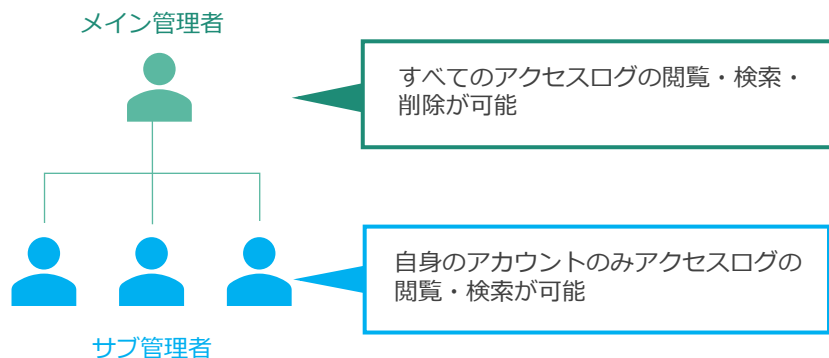 メイン管理者
すべてのアクセスログの閲覧・検索・
削除が可能
自身のアカウントのみアクセスログの
閲覧・検索が可能
サブ管理者